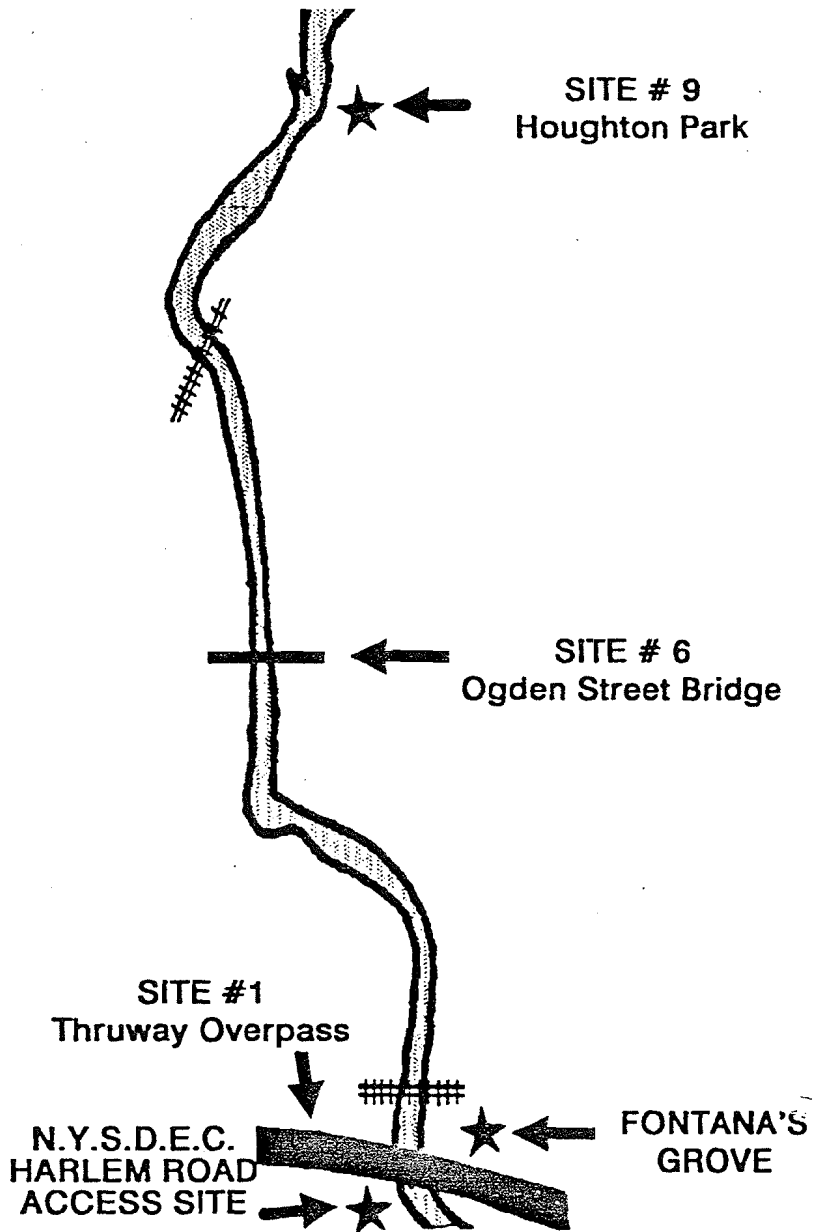 SITE # 9
Houghton Park
SITE # 6
Ogden Street Bridge
SITE #1
Thruway Overpass
FONTANA'S
GROVE
N.Y.S.D.E.C.
HARLEM ROAD
ACCESS SITE